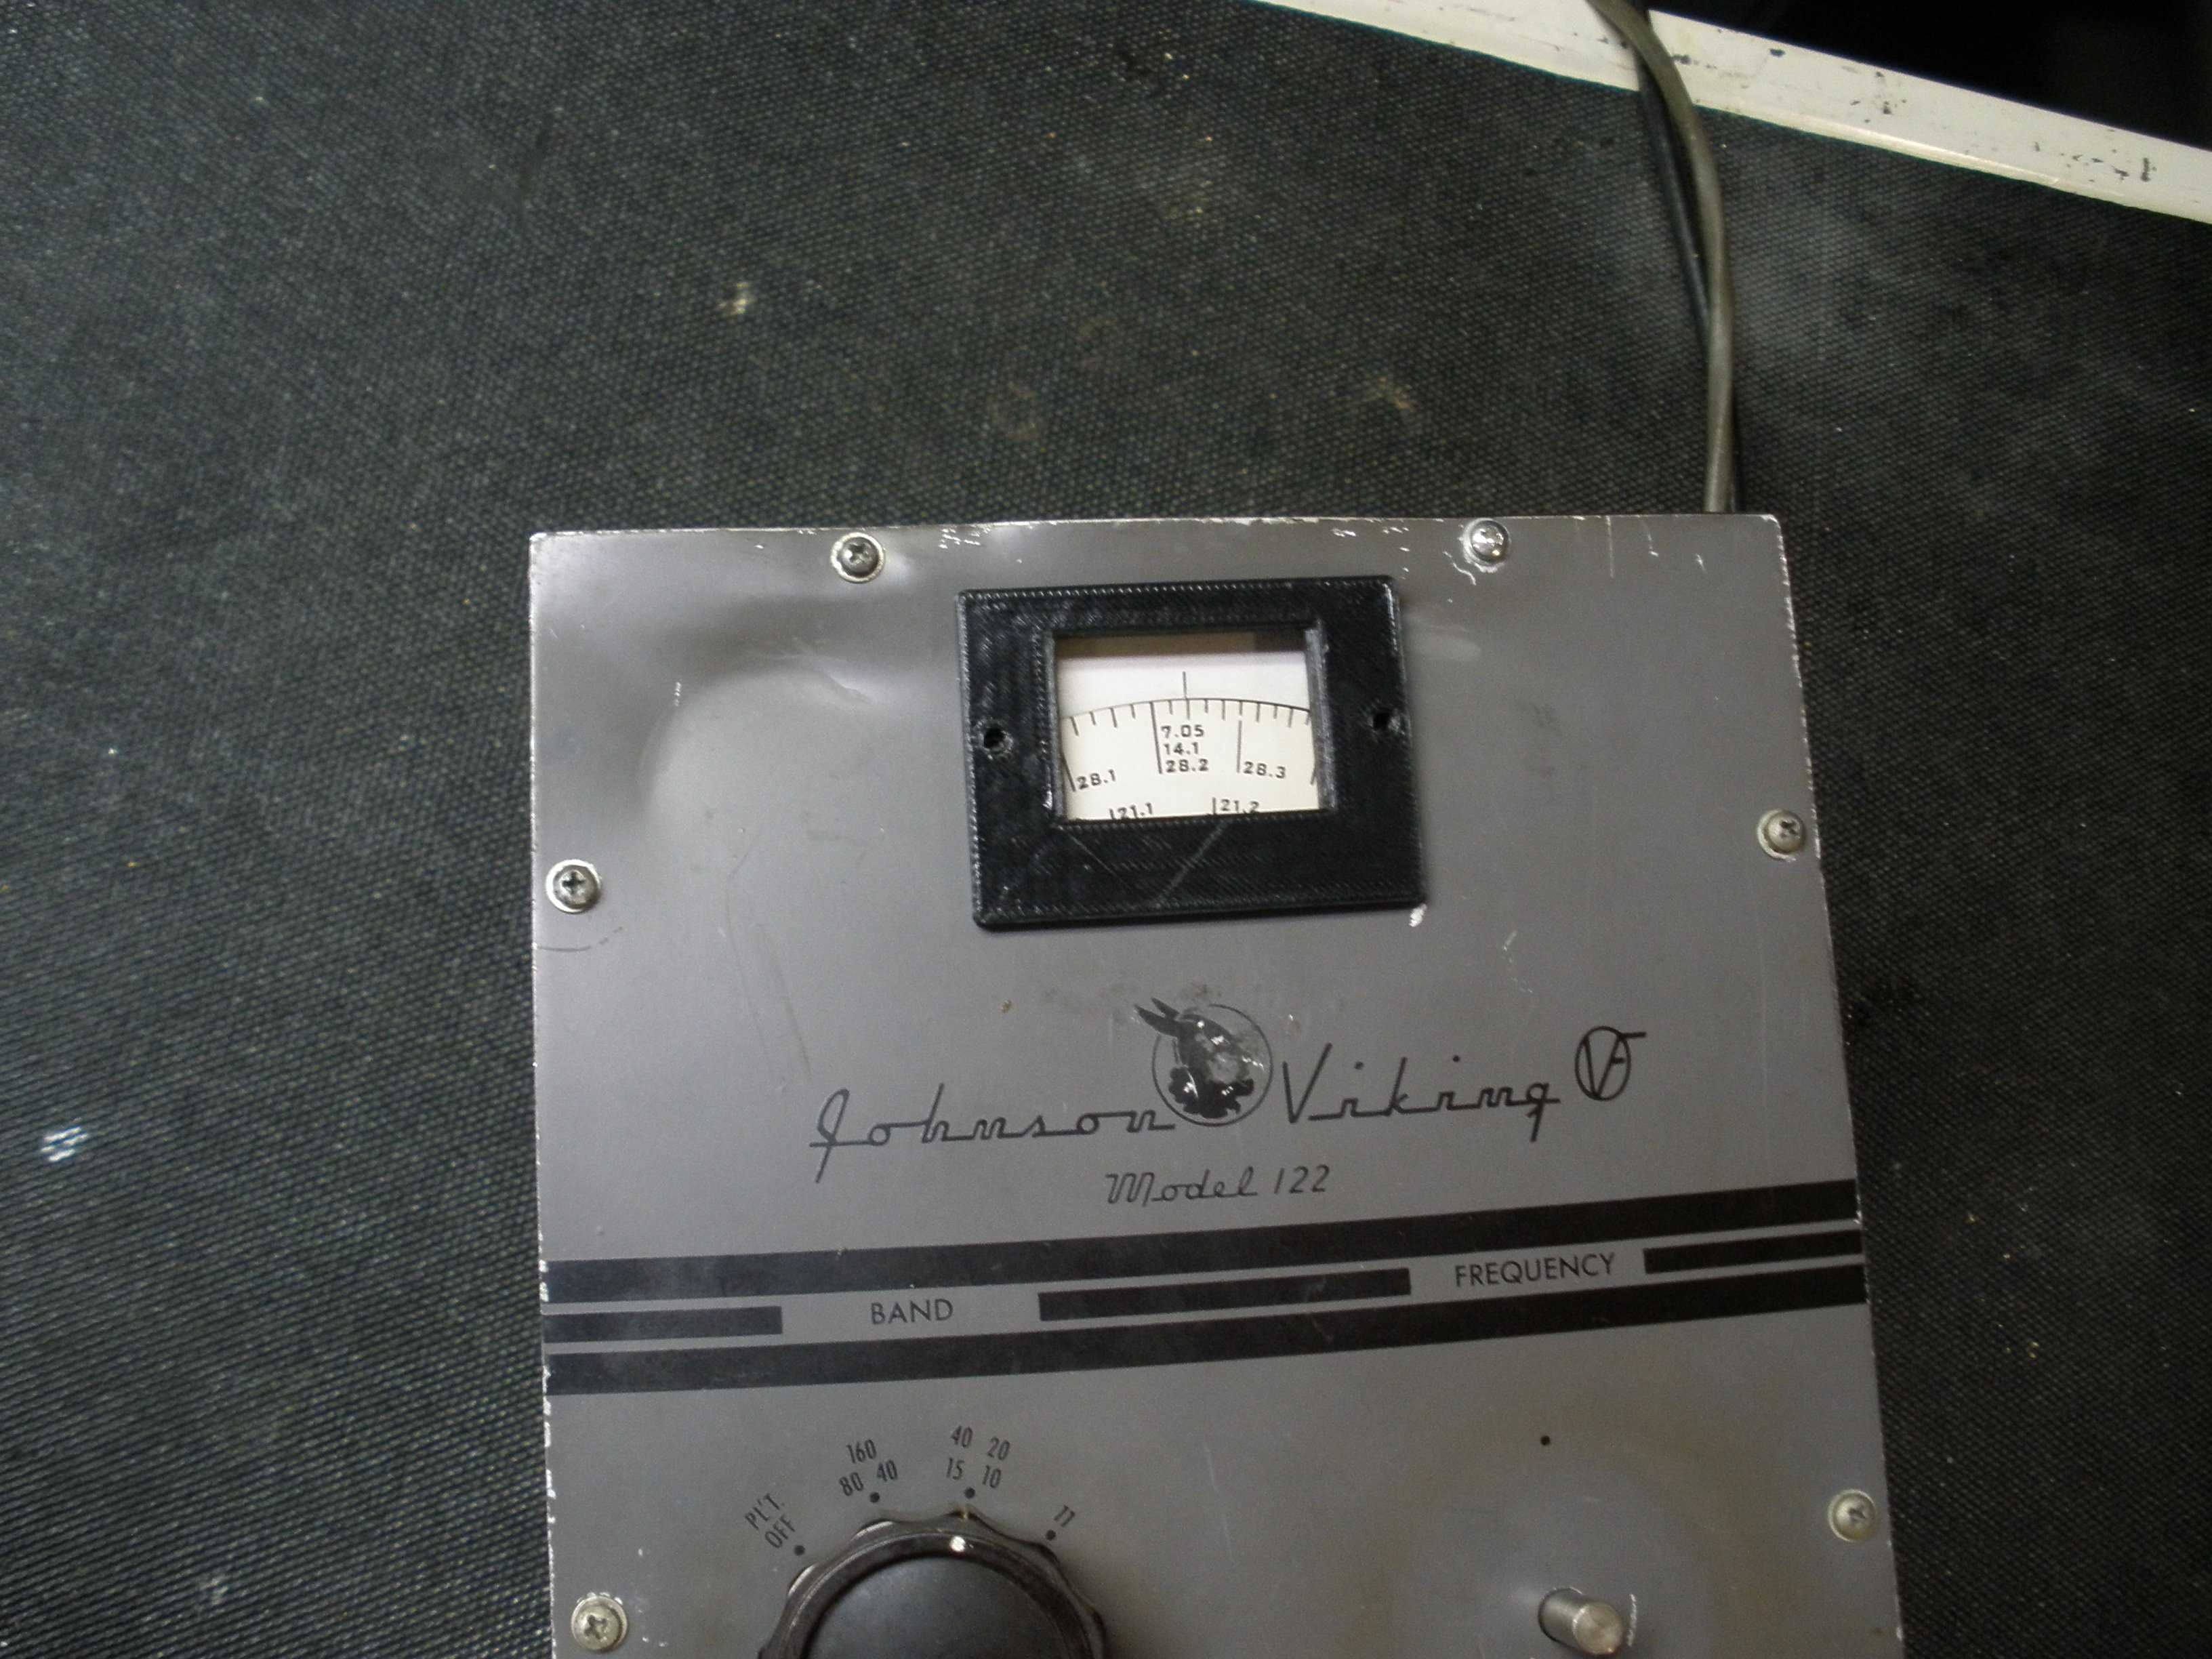 7.05
14.1
28.1 28.2 28.3
21.1 21.2
Johnson Viking VF
Model 122
BAND FREQUENCY
160 40 20
80 40 15 10
PL'T. OFF
11